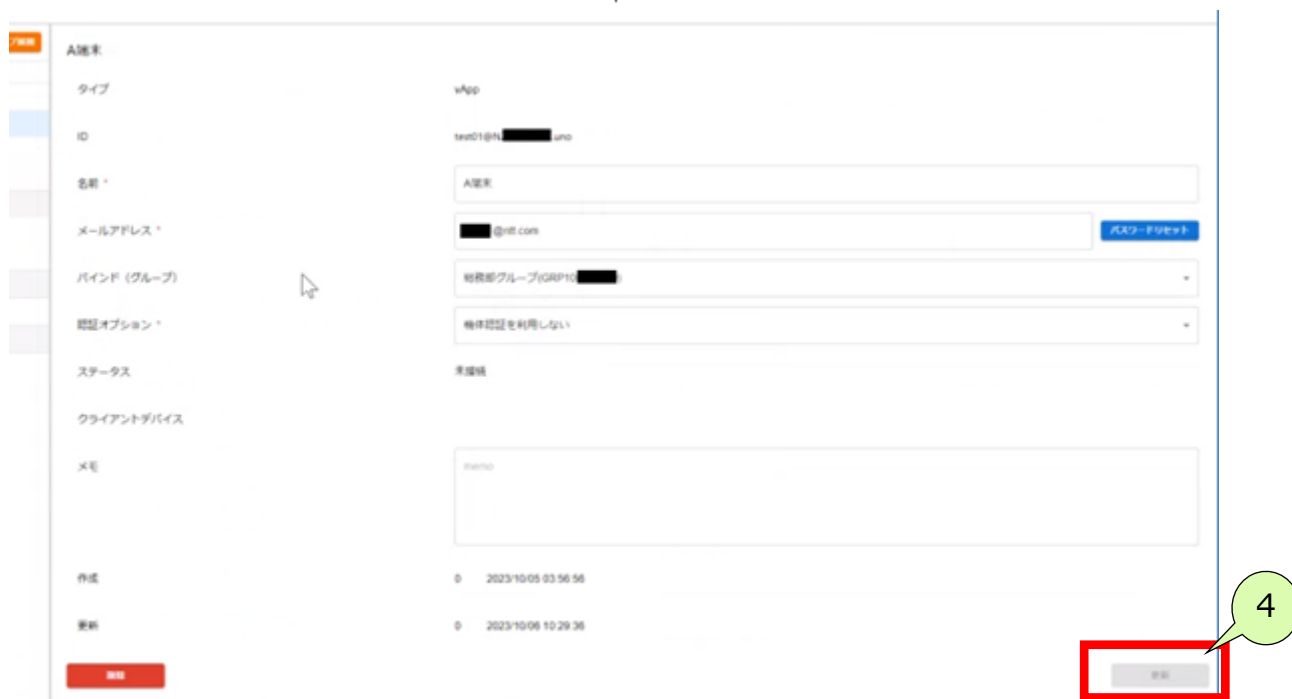 A端末
タイプ vApp
ID test01@N .uno
名前 * A端末
メールアドレス * @ntt.com パスワードリセット
バインド（グループ） 総務部グループ(GRP10 )
認証オプション * 機体認証を利用しない
ステータス 未接続
クライアントデバイス
メモ memo
作成 0 2023/10/05 03:56:56
更新 0 2023/10/06 10:29:36
4
削除 更新